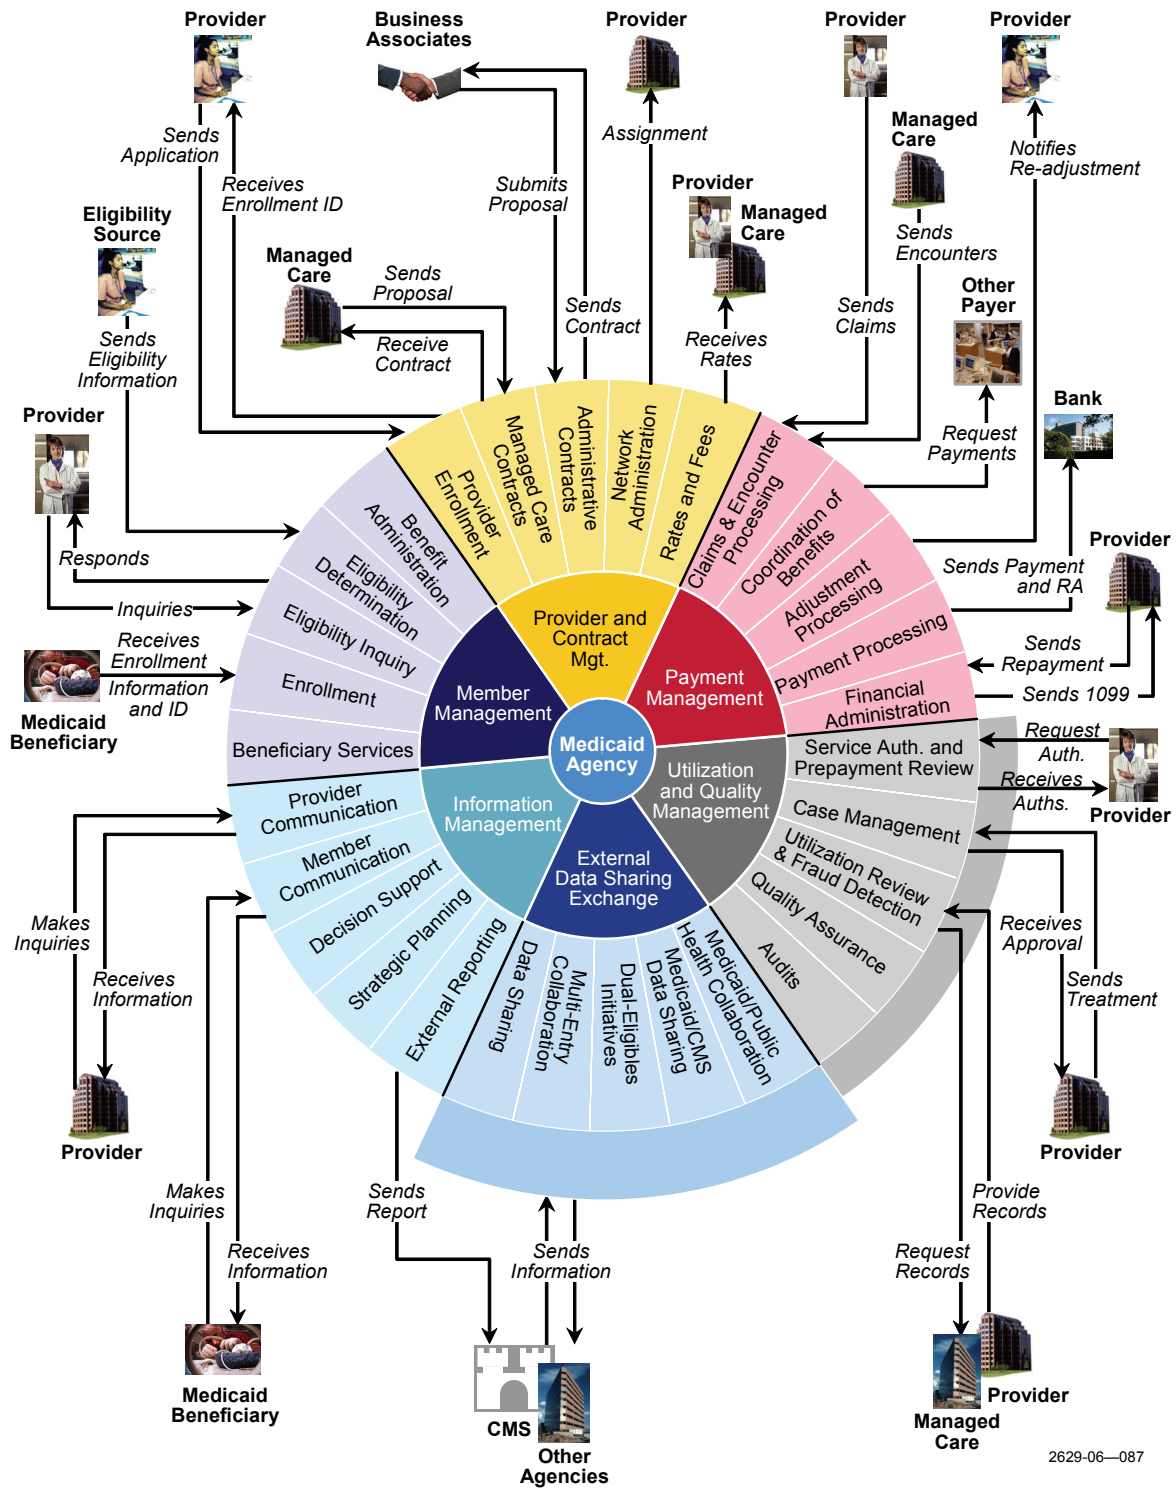 Provider
Business
Associates
Provider
Provider
Provider
Sends
Application
Receives
Enrollment ID
Submits
Proposal
Assignment
Managed
Care
Notifies
Re-adjustment
Provider
Managed
Care
Eligibility
Source
Managed
Care
Sends
Proposal
Receive
Contract
Sends
Contract
Receives
Rates
Sends
Claims
Sends
Encounters
Other
Payer
Sends
Eligibility
Information
Provider
Responds
Inquiries
Request
Payments
Bank
Sends Payment
and RA
Provider
Receives
Enrollment
Information
and ID
Medicaid
Beneficiary
Sends
Repayment
Sends 1099
Provider
Enrollment
Managed Care
Contracts
Administrative
Contracts
Network
Administration
Rates and Fees
Claims & Encounter
Processing
Coordination of
Benefits
Adjustment
Processing
Payment Processing
Financial
Administration
Benefit
Administration
Eligibility
Determination
Eligibility Inquiry
Enrollment
Beneficiary Services
Provider and
Contract
Mgt.
Member
Management
Payment
Management
Medicaid
Agency
Information
Management
Utilization
and Quality
Management
External
Data Sharing
Exchange
Service Auth. and
Prepayment Review
Case Management
Utilization Review
& Fraud Detection
Quality Assurance
Audits
Request
Auth.
Receives
Auths.
Provider
Provider
Communication
Member
Communication
Decision Support
Strategic Planning
External Reporting
Data Sharing
Multi-Entry
Collaboration
Dual-Eligibles
Initiatives
Medicaid/CMS
Data Sharing
Medicaid/Public
Health Collaboration
Makes
Inquiries
Receives
Information
Provider
Receives
Approval
Sends
Treatment
Provider
Makes
Inquiries
Receives
Information
Medicaid
Beneficiary
Sends
Report
Sends
Information
CMS
Other
Agencies
Provide
Records
Request
Records
Provider
Managed
Care
2629-06—087